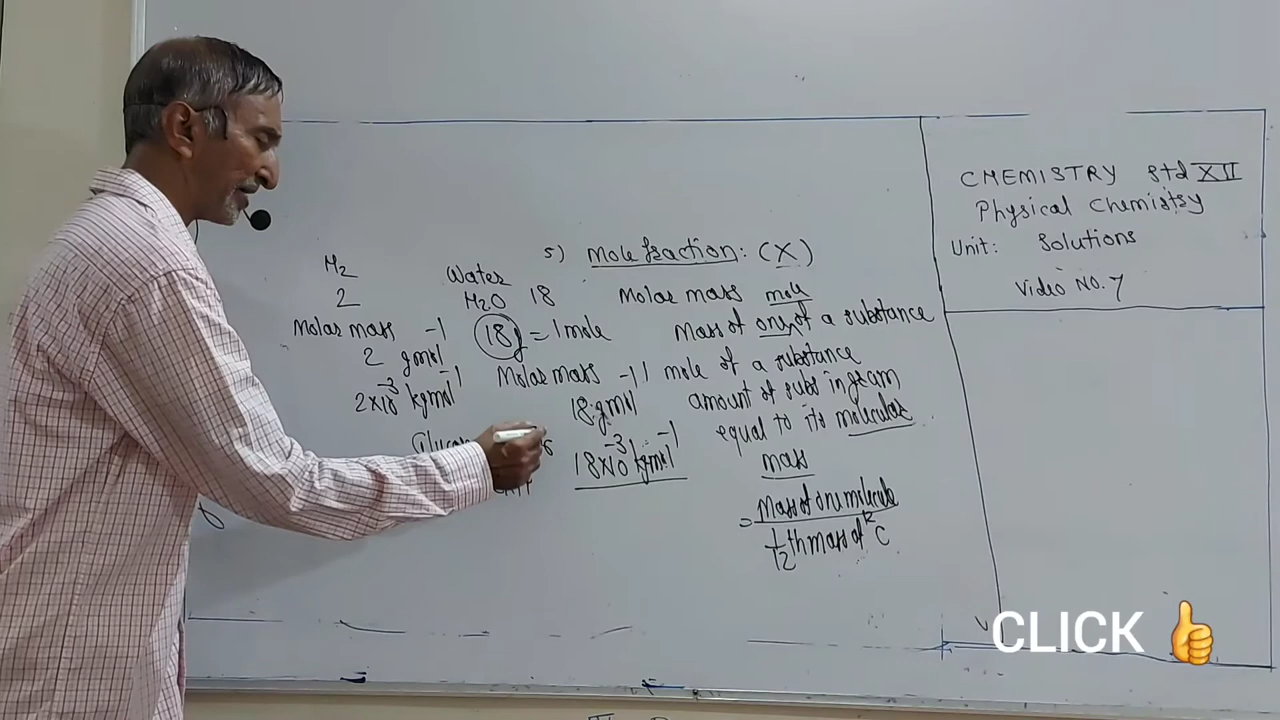 CHEMISTRY Std XII
Physical Chemistry
Unit: Solutions
Video No. 7
5) Mole fraction: (X)
H2
2
Molar mass
2 gmol-1
2×10-3 kgmol-1
Water
H2O 18
18g = 1 mole
Molar mass
18 gmol-1
18×10-3 kgmol-1
Molar mass mole
Mass of one of a substance
1 mole of a substance
amount of subs in gram
equal to its molecular
mass
= Mass of one molecule
1/12 th mass of 12C
CLICK 👍